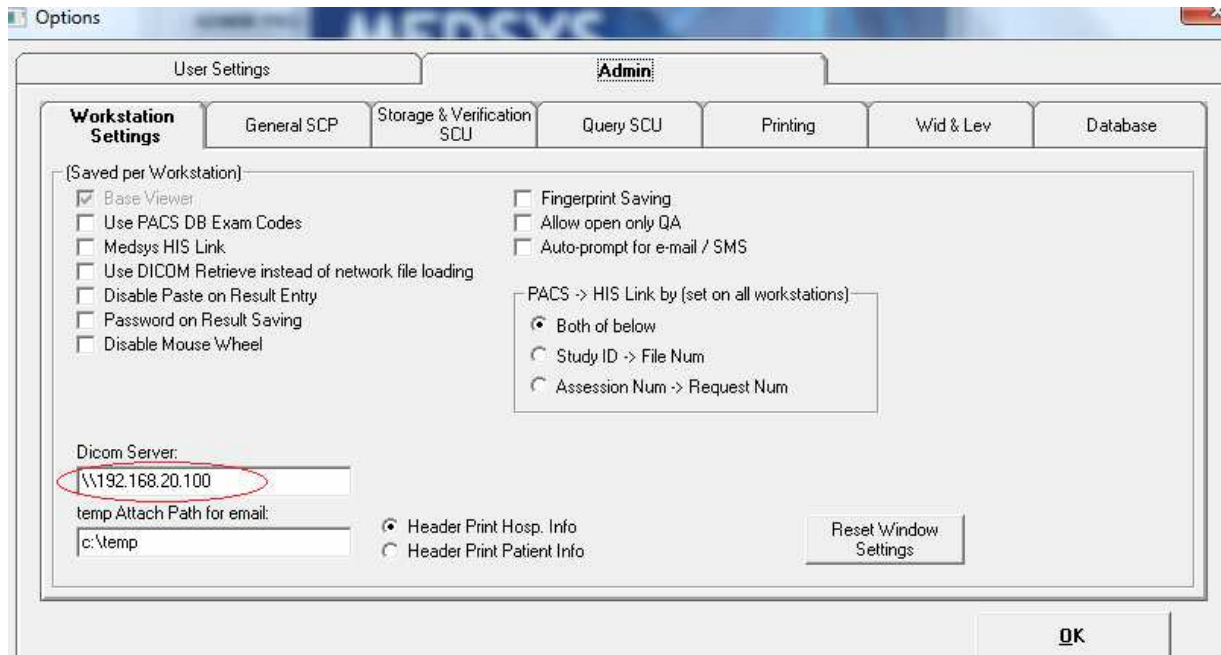 Options
MEDSYS
User Settings
Admin
Workstation Settings
General SCP
Storage & Verification SCU
Query SCU
Printing
Wid & Lev
Database
(Saved per Workstation)
Base Viewer
Use PACS DB Exam Codes
Medsys HIS Link
Use DICOM Retrieve instead of network file loading
Disable Paste on Result Entry
Password on Result Saving
Disable Mouse Wheel
Fingerprint Saving
Allow open only QA
Auto-prompt for e-mail / SMS
PACS -> HIS Link by (set on all workstations)
Both of below
Study ID -> File Num
Assession Num -> Request Num
Dicom Server:
\\192.168.20.100
temp Attach Path for email:
c:\temp
Header Print Hosp. Info
Header Print Patient Info
Reset Window
Settings
OK